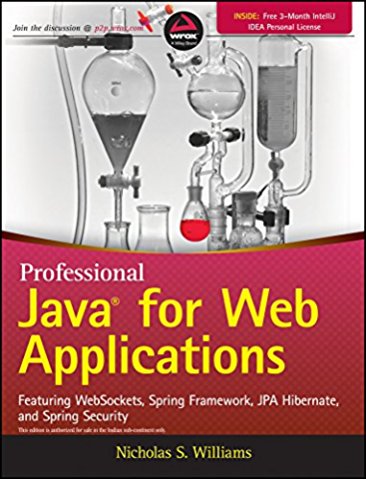 Join the discussion @ p2p.wrox.com
wrox
A Wiley Brand
INSIDE: Free 3-Month IntelliJ
IDEA Personal License
Professional
Java® for Web
Applications
Featuring WebSockets, Spring Framework, JPA Hibernate,
and Spring Security
This edition is authorized for sale in the Indian sub-continent only.
Nicholas S. Williams